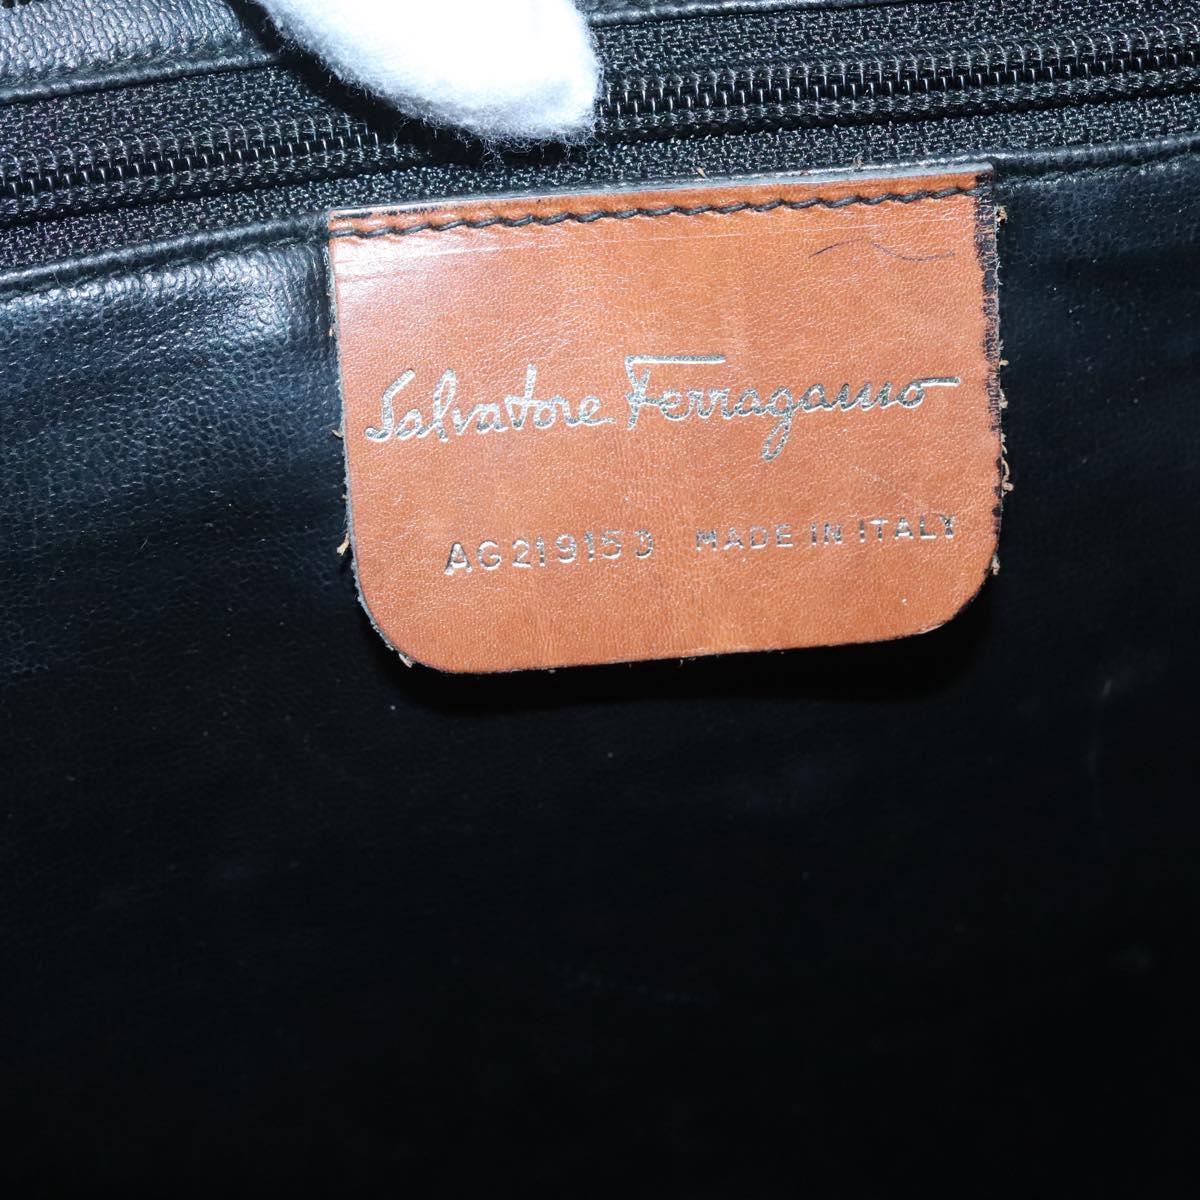 Salvatore Ferragamo
AG219153 MADE IN ITALY